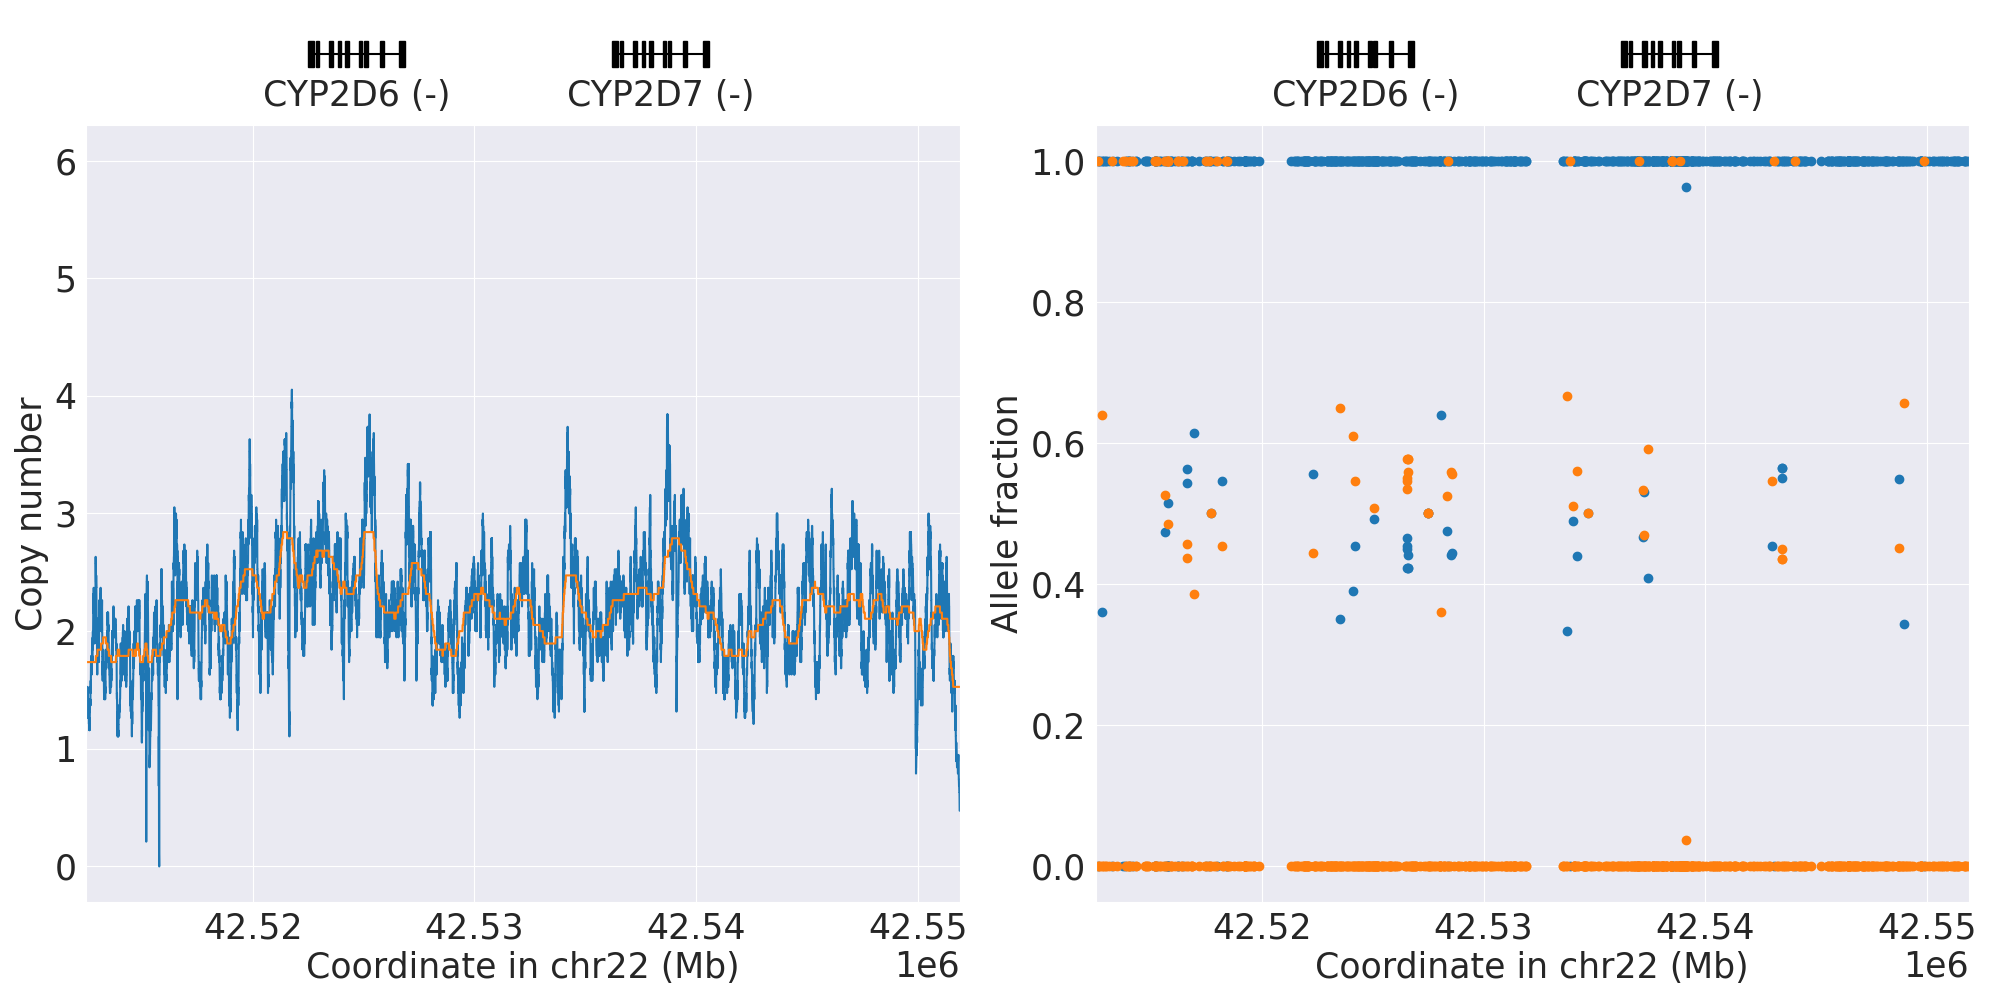 CYP2D6 (-) CYP2D7 (-)
6
5
4
3
2
1
0
Copy number
42.52 42.53 42.54 42.55
1e6
Coordinate in chr22 (Mb)
CYP2D6 (-) CYP2D7 (-)
1.0
0.8
0.6
0.4
0.2
0.0
Allele fraction
42.52 42.53 42.54 42.55
1e6
Coordinate in chr22 (Mb)